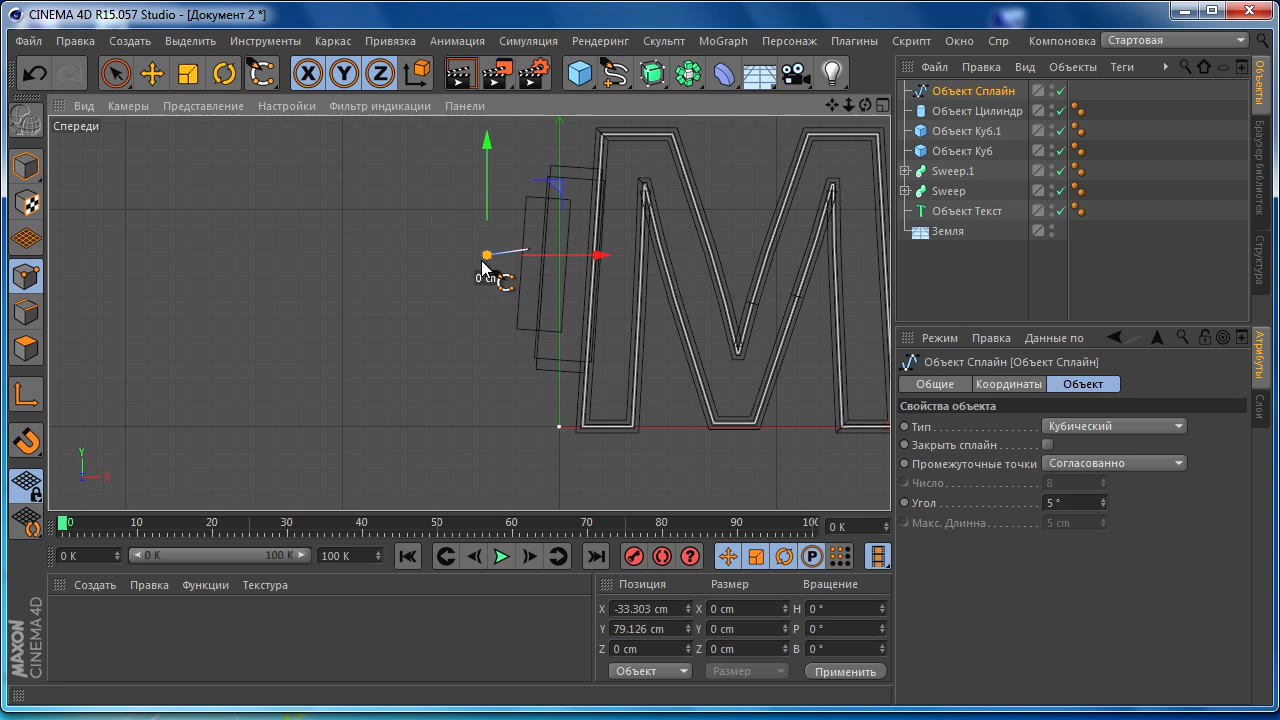 CINEMA 4D R15.057 Studio - [Документ 2 *]
Файл Правка Создать Выделить Инструменты Каркас Привязка Анимация Симуляция Рендеринг Скульпт MoGraph Персонаж Плагины Скрипт Окно Спр Компоновка Стартовая
X Y Z
Вид Камеры Представление Настройки Фильтр индикации Панели
Спереди
0 cm
Y
Z X
Файл Правка Вид Объекты Теги
Объект Сплайн
Объект Цилиндр
Объект Куб.1
Объект Куб
Sweep.1
Sweep
Объект Текст
Земля
Объекты
Браузер библиотек
Структура
Режим Правка Данные по
Объект Сплайн [Объект Сплайн]
Общие Координаты Объект
Свойства объекта
Тип Кубический
Закрыть сплайн
Промежуточные точки Согласованно
Число 8
Угол 5 °
Макс. Длинна 5 cm
Атрибуты
Слои
0 10 20 30 40 50 60 70 80 90 100 0 K
0 K 0 K 100 K 100 K
P
Создать Правка Функции Текстура
Позиция Размер Вращение
X -33.303 cm X 0 cm H 0 °
Y 79.126 cm Y 0 cm P 0 °
Z 0 cm Z 0 cm B 0 °
Объект Размер Применить
MAXON
CINEMA 4D